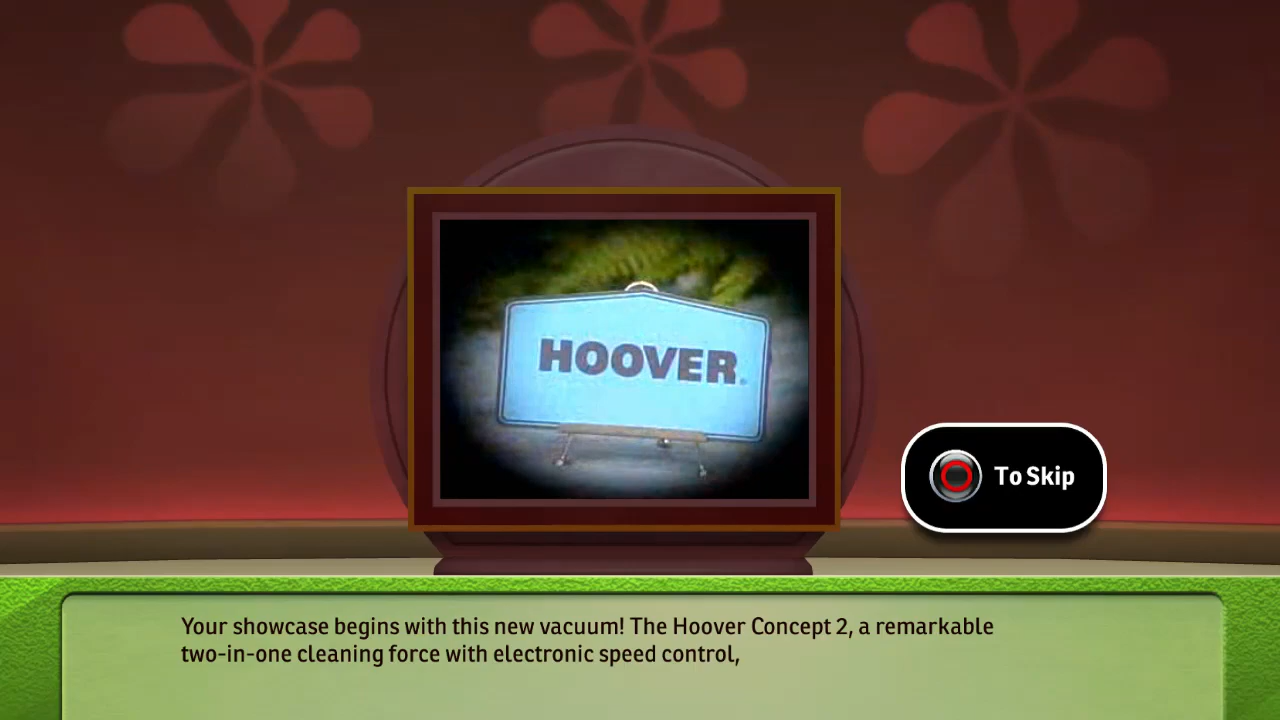 HOOVER
To Skip
Your showcase begins with this new vacuum! The Hoover Concept 2, a remarkable
two-in-one cleaning force with electronic speed control,